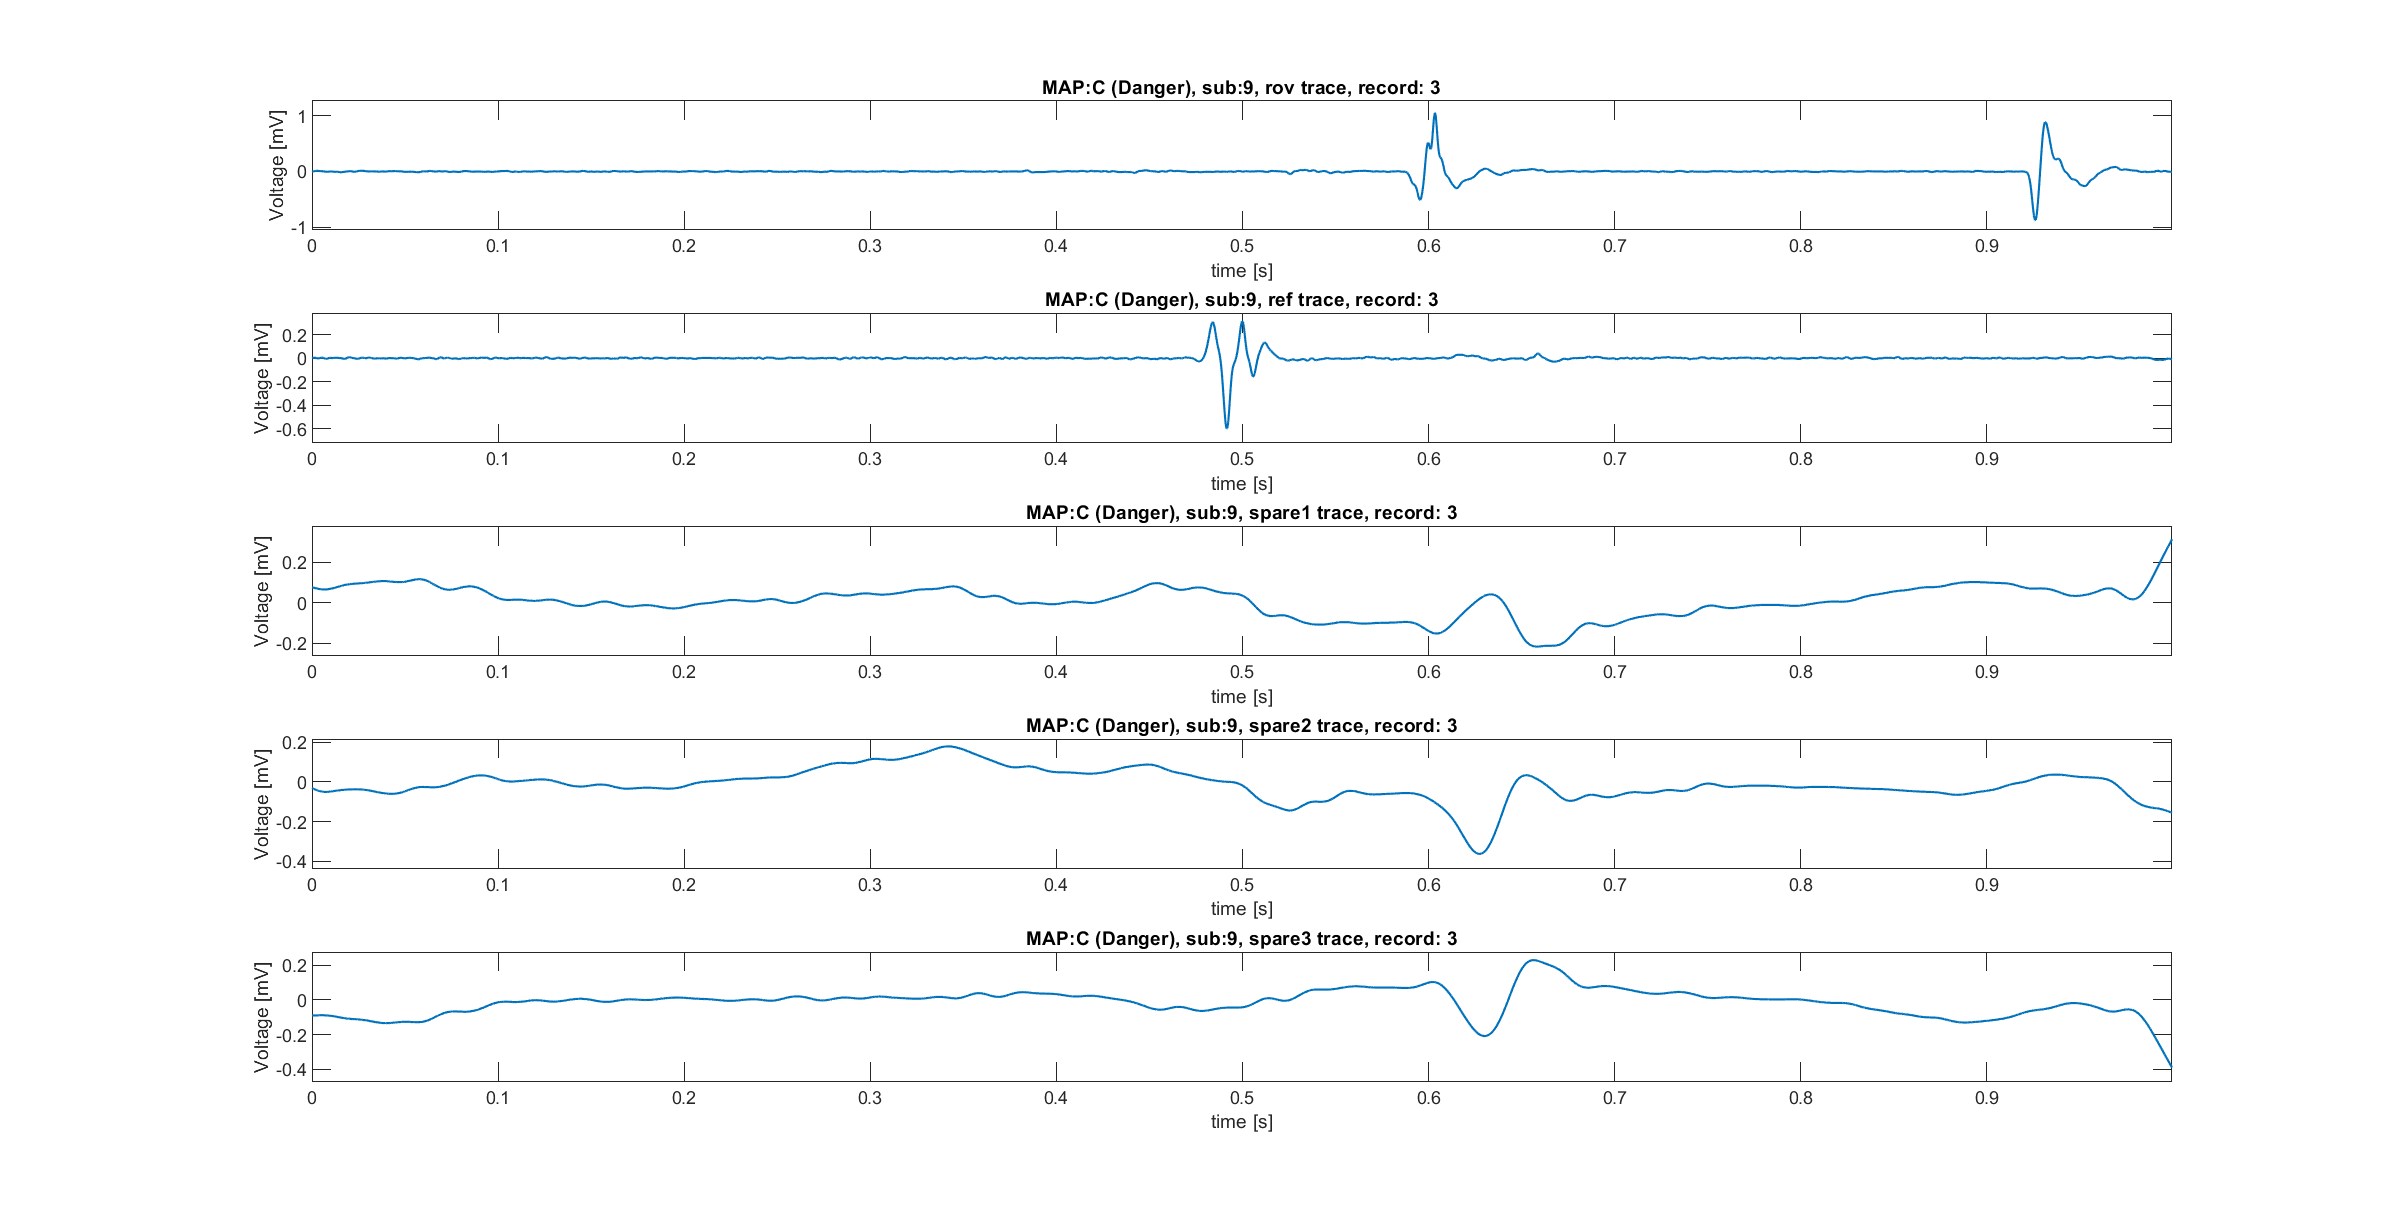 MAP:C (Danger), sub:9, rov trace, record: 3
Voltage [mV]
1
0
-1
0 0.1 0.2 0.3 0.4 0.5 0.6 0.7 0.8 0.9
time [s]
MAP:C (Danger), sub:9, ref trace, record: 3
Voltage [mV]
0.2
0
-0.2
-0.4
-0.6
0 0.1 0.2 0.3 0.4 0.5 0.6 0.7 0.8 0.9
time [s]
MAP:C (Danger), sub:9, spare1 trace, record: 3
Voltage [mV]
0.2
0
-0.2
0 0.1 0.2 0.3 0.4 0.5 0.6 0.7 0.8 0.9
time [s]
MAP:C (Danger), sub:9, spare2 trace, record: 3
Voltage [mV]
0.2
0
-0.2
-0.4
0 0.1 0.2 0.3 0.4 0.5 0.6 0.7 0.8 0.9
time [s]
MAP:C (Danger), sub:9, spare3 trace, record: 3
Voltage [mV]
0.2
0
-0.2
-0.4
0 0.1 0.2 0.3 0.4 0.5 0.6 0.7 0.8 0.9
time [s]